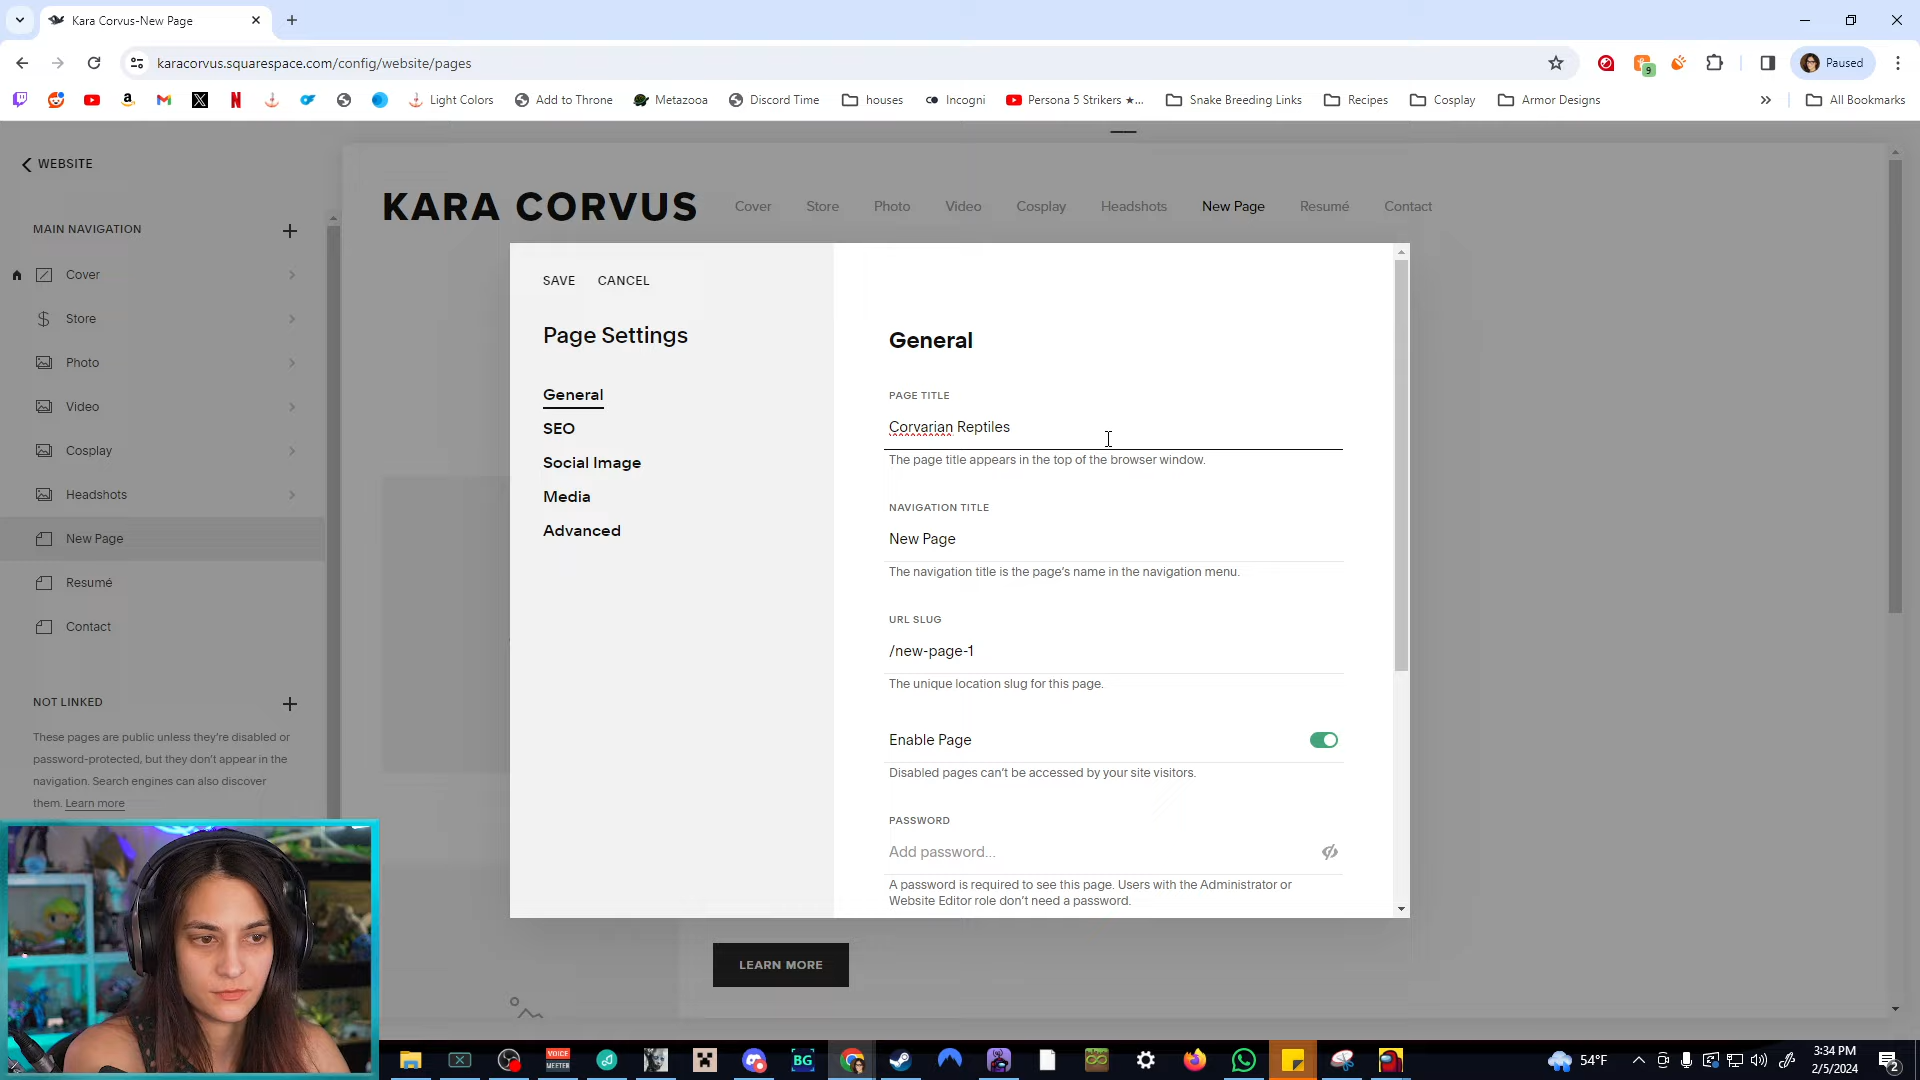 Kara Corvus-New Page
karacorvus.squarespace.com/config/website/pages
9
Paused
Light Colors
Add to Throne
Metazooa
Discord Time
houses
Incogni
Persona 5 Strikers ★...
Snake Breeding Links
Recipes
Cosplay
Armor Designs
All Bookmarks
WEBSITE
MAIN NAVIGATION
Cover
Store
Photo
Video
Cosplay
Headshots
New Page
Resumé
Contact
NOT LINKED
These pages are public unless they're disabled or
password-protected, but they don't appear in the
navigation. Search engines can also discover
them. Learn more
KARA CORVUS
Cover
Store
Photo
Video
Cosplay
Headshots
New Page
Resumé
Contact
SAVE
CANCEL
Page Settings
General
SEO
Social Image
Media
Advanced
General
PAGE TITLE
Corvarian Reptiles
The page title appears in the top of the browser window.
NAVIGATION TITLE
New Page
The navigation title is the page's name in the navigation menu.
URL SLUG
/new-page-1
The unique location slug for this page.
Enable Page
Disabled pages can't be accessed by your site visitors.
PASSWORD
Add password...
A password is required to see this page. Users with the Administrator or
Website Editor role don't need a password.
LEARN MORE
VOICE
MEETER
BG
54°F
3:34 PM
2/5/2024
2